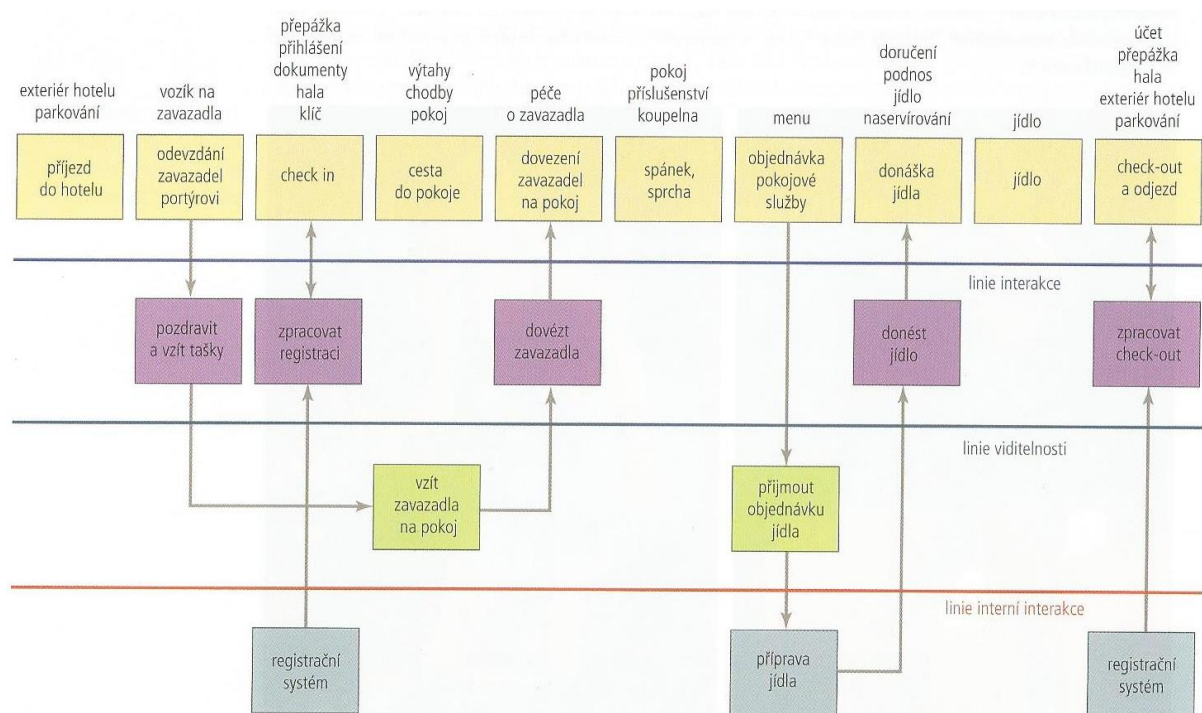 exteriér hotelu
parkování
vozík na
zavazadla
přepážka
přihlášení
dokumenty
hala
klíč
výtahy
chodby
pokoj
péče
o zavazadla
pokoj
příslušenství
koupelna
menu
doručení
podnos
jídlo
naservírování
jídlo
účet
přepážka
hala
exteriér hotelu
parkování
příjezd
do hotelu
odevzdání
zavazadel
portýrovi
check in
cesta
do pokoje
dovezení
zavazadel
na pokoj
spánek,
sprcha
objednávka
pokojové
služby
donáška
jídla
jídlo
check-out
a odjezd
linie interakce
pozdravit
a vzít tašky
zpracovat
registraci
dovézt
zavazadla
donést
jídlo
zpracovat
check-out
linie viditelnosti
vzít
zavazadla
na pokoj
přijmout
objednávku
jídla
linie interní interakce
registrační
systém
příprava
jídla
registrační
systém